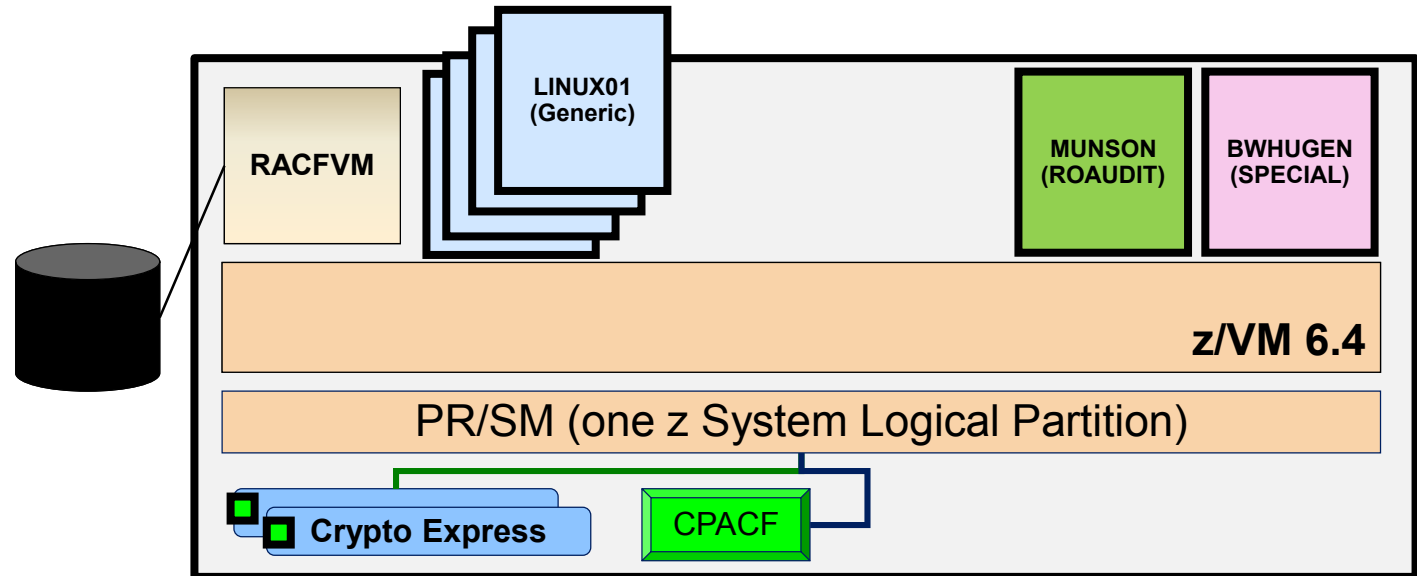 LINUX01
(Generic)
RACFVM
MUNSON
(ROAUDIT)
BWHUGEN
(SPECIAL)
z/VM 6.4
PR/SM (one z System Logical Partition)
Crypto Express
CPACF